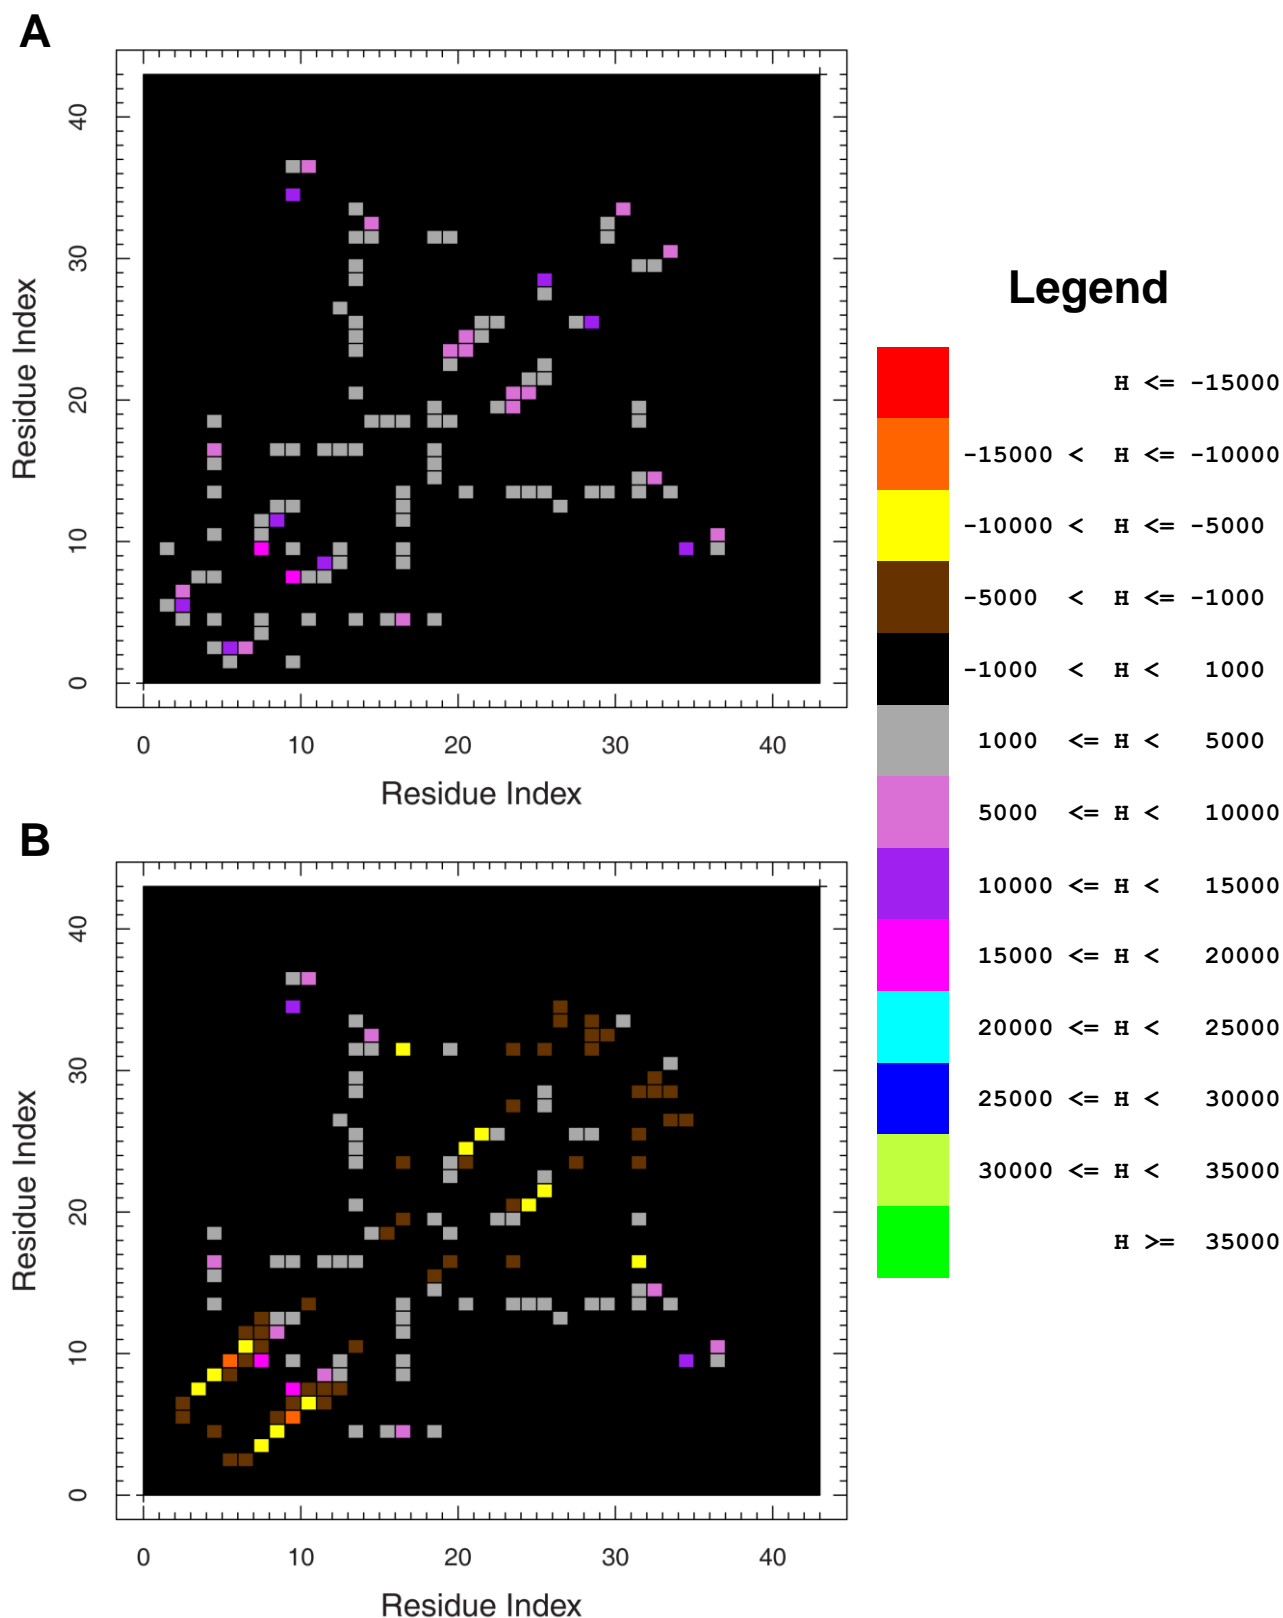 A
40
30
20
10
0
Residue Index
0 10 20 30 40
Residue Index
B
40
30
20
10
0
Residue Index
0 10 20 30 40
Residue Index
Legend
H <= -15000
-15000 < H <= -10000
-10000 < H <= -5000
-5000 < H <= -1000
-1000 < H < 1000
1000 <= H < 5000
5000 <= H < 10000
10000 <= H < 15000
15000 <= H < 20000
20000 <= H < 25000
25000 <= H < 30000
30000 <= H < 35000
H >= 35000